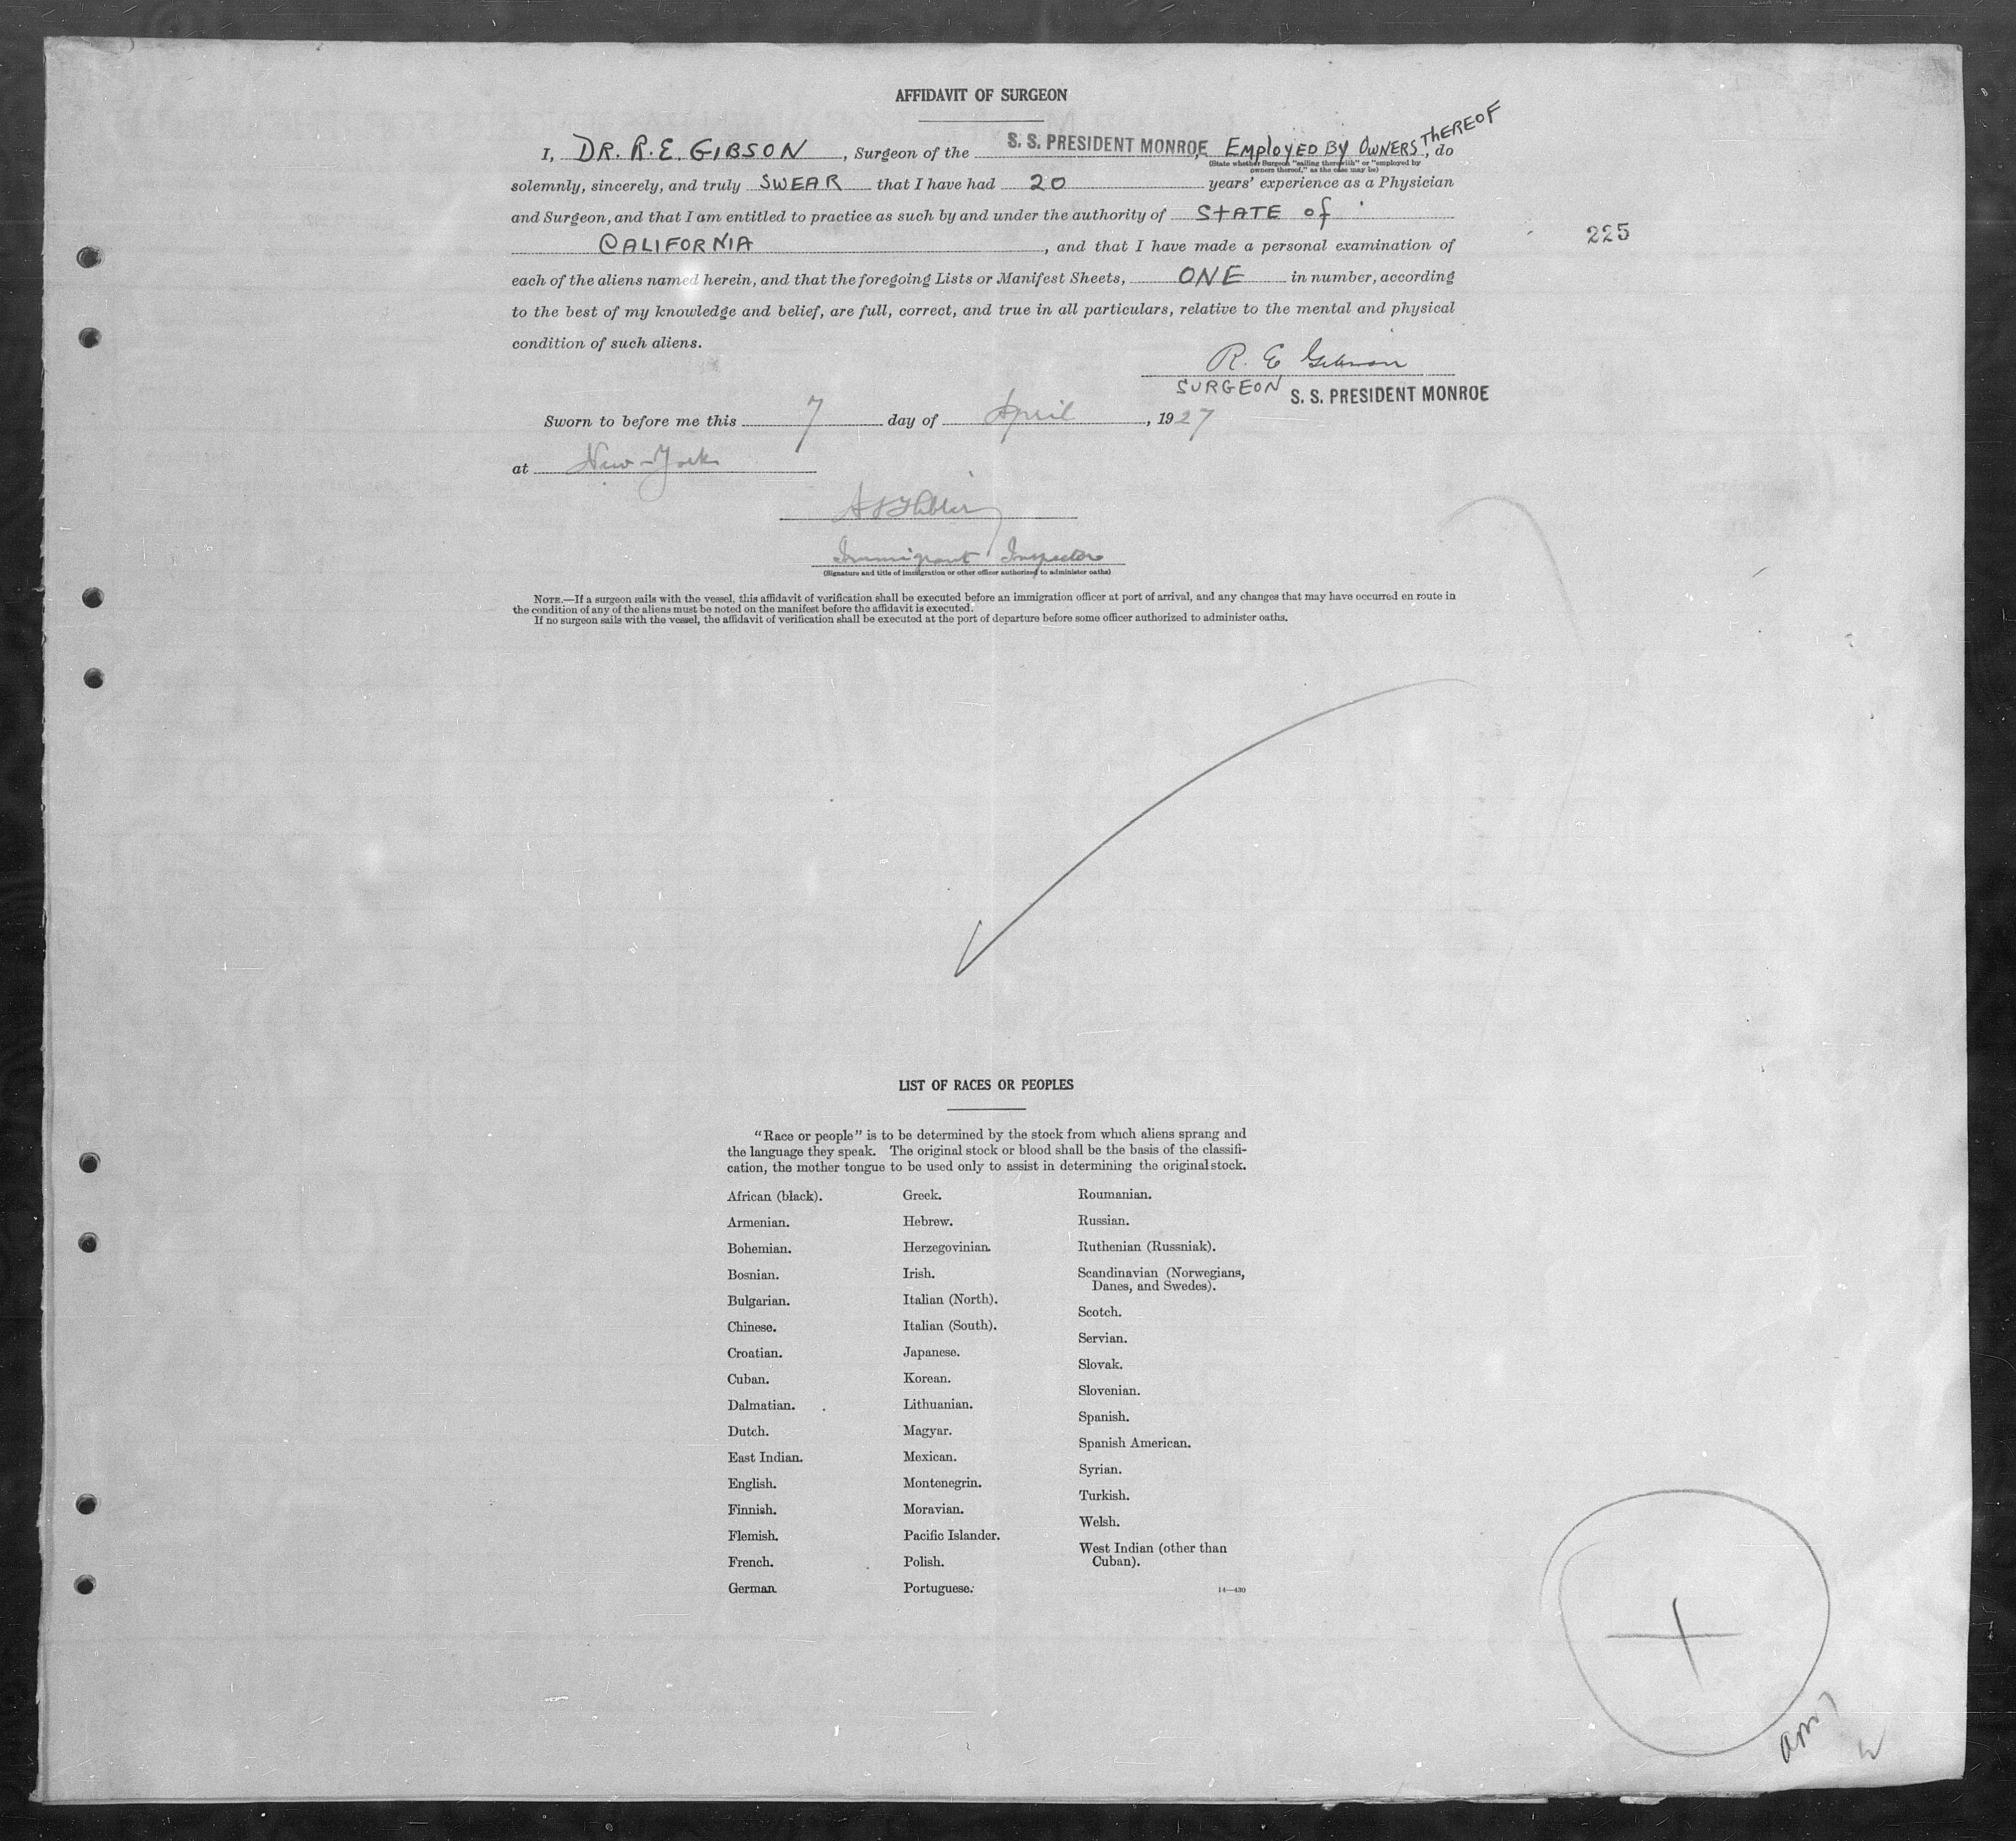 AFFIDAVIT OF SURGEON
I, DR. R.E. GIBSON, Surgeon of the S. S. PRESIDENT MONROE, EMPLOYED BY OWNERS THEREOF, do
(State whether Surgeon "sailing therewith" or "employed by
owners thereof," as the case may be)
solemnly, sincerely, and truly SWEAR that I have had 20 years' experience as a Physician
and Surgeon, and that I am entitled to practice as such by and under the authority of STATE of
CALIFORNIA, and that I have made a personal examination of
225
each of the aliens named herein, and that the foregoing Lists or Manifest Sheets, ONE in number, according
to the best of my knowledge and belief, are full, correct, and true in all particulars, relative to the mental and physical
condition of such aliens.
R. E Gibson
SURGEON S. S. PRESIDENT MONROE
Sworn to before me this 7 day of April, 1927
at New-York
Immigrant Inspector
(Signature and title of immigration or other officer authorized to administer oaths)
NOTE.—If a surgeon sails with the vessel, this affidavit of verification shall be executed before an immigration officer at port of arrival, and any changes that may have occurred en route in
the condition of any of the aliens must be noted on the manifest before the affidavit is executed.
If no surgeon sails with the vessel, the affidavit of verification shall be executed at the port of departure before some officer authorized to administer oaths.
LIST OF RACES OR PEOPLES
"Race or people" is to be determined by the stock from which aliens sprang and
the language they speak. The original stock or blood shall be the basis of the classifi-
cation, the mother tongue to be used only to assist in determining the original stock.
African (black).
Armenian.
Bohemian.
Bosnian.
Bulgarian.
Chinese.
Croatian.
Cuban.
Dalmatian.
Dutch.
East Indian.
English.
Finnish.
Flemish.
French.
German.
Greek.
Hebrew.
Herzegovinian.
Irish.
Italian (North).
Italian (South).
Japanese.
Korean.
Lithuanian.
Magyar.
Mexican.
Montenegrin.
Moravian.
Pacific Islander.
Polish.
Portuguese.
Roumanian.
Russian.
Ruthenian (Russniak).
Scandinavian (Norwegians,
Danes, and Swedes).
Scotch.
Servian.
Slovak.
Slovenian.
Spanish.
Spanish American.
Syrian.
Turkish.
Welsh.
West Indian (other than
Cuban).
14—430